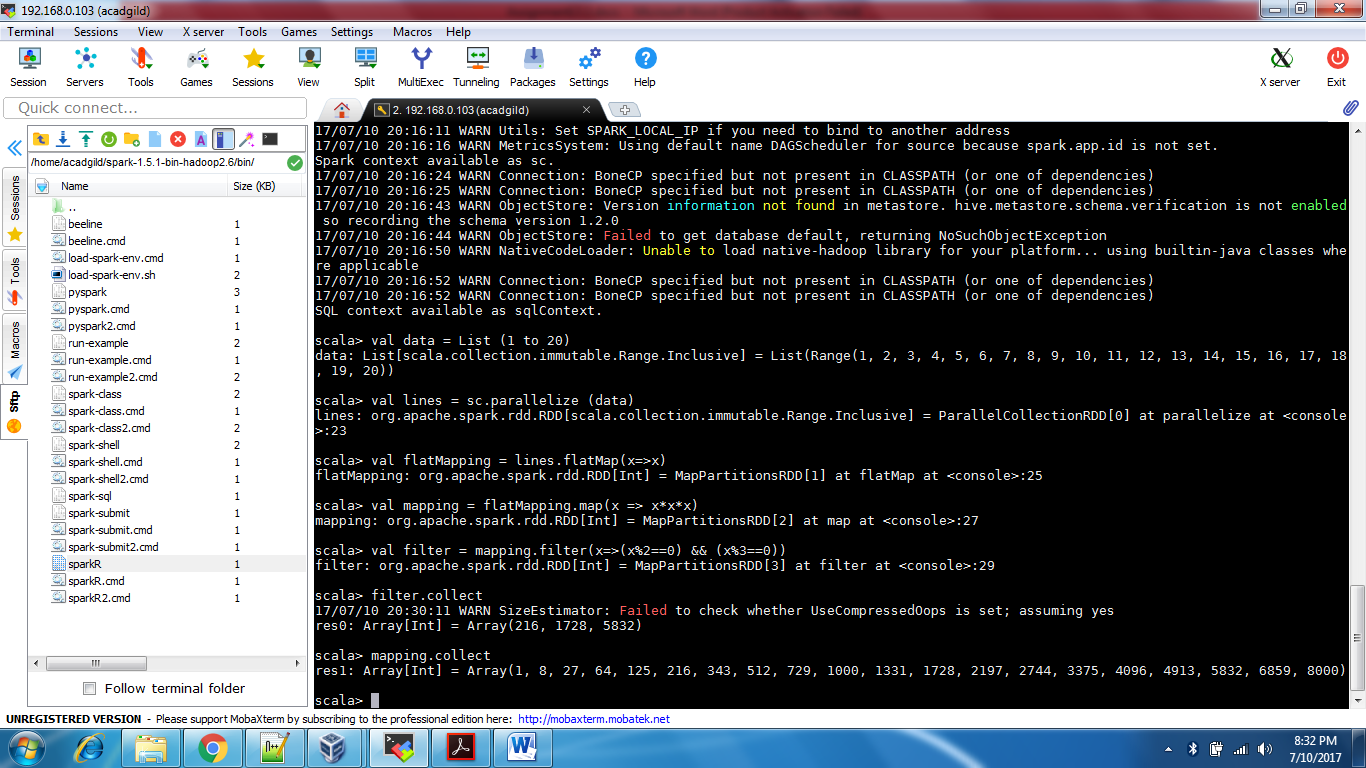 192.168.0.103 (acadgild)
Terminal Sessions View X server Tools Games Settings Macros Help
Session Servers Tools Games Sessions View Split MultiExec Tunneling Packages Settings Help X server Exit
Quick connect...
2. 192.168.0.103 (acadgild)
/home/acadgild/spark-1.5.1-bin-hadoop2.6/bin/
Sessions
Tools
Macros
Sftp
Name Size (KB)
..
beeline 1
beeline.cmd 1
load-spark-env.cmd 1
load-spark-env.sh 2
pyspark 3
pyspark.cmd 1
pyspark2.cmd 1
run-example 2
run-example.cmd 1
run-example2.cmd 2
spark-class 2
spark-class.cmd 1
spark-class2.cmd 2
spark-shell 2
spark-shell.cmd 1
spark-shell2.cmd 1
spark-sql 1
spark-submit 1
spark-submit.cmd 1
spark-submit2.cmd 1
sparkR 1
sparkR.cmd 1
sparkR2.cmd 1
Follow terminal folder
17/07/10 20:16:11 WARN Utils: Set SPARK_LOCAL_IP if you need to bind to another address
17/07/10 20:16:16 WARN MetricsSystem: Using default name DAGScheduler for source because spark.app.id is not set.
Spark context available as sc.
17/07/10 20:16:24 WARN Connection: BoneCP specified but not present in CLASSPATH (or one of dependencies)
17/07/10 20:16:25 WARN Connection: BoneCP specified but not present in CLASSPATH (or one of dependencies)
17/07/10 20:16:43 WARN ObjectStore: Version information not found in metastore. hive.metastore.schema.verification is not enabled
so recording the schema version 1.2.0
17/07/10 20:16:44 WARN ObjectStore: Failed to get database default, returning NoSuchObjectException
17/07/10 20:16:50 WARN NativeCodeLoader: Unable to load native-hadoop library for your platform... using builtin-java classes whe
re applicable
17/07/10 20:16:52 WARN Connection: BoneCP specified but not present in CLASSPATH (or one of dependencies)
17/07/10 20:16:52 WARN Connection: BoneCP specified but not present in CLASSPATH (or one of dependencies)
SQL context available as sqlContext.
scala> val data = List (1 to 20)
data: List[scala.collection.immutable.Range.Inclusive] = List(Range(1, 2, 3, 4, 5, 6, 7, 8, 9, 10, 11, 12, 13, 14, 15, 16, 17, 18
, 19, 20))
scala> val lines = sc.parallelize (data)
lines: org.apache.spark.rdd.RDD[scala.collection.immutable.Range.Inclusive] = ParallelCollectionRDD[0] at parallelize at <console
>:23
scala> val flatMapping = lines.flatMap(x=>x)
flatMapping: org.apache.spark.rdd.RDD[Int] = MapPartitionsRDD[1] at flatMap at <console>:25
scala> val mapping = flatMapping.map(x => x*x*x)
mapping: org.apache.spark.rdd.RDD[Int] = MapPartitionsRDD[2] at map at <console>:27
scala> val filter = mapping.filter(x=>(x%2==0) && (x%3==0))
filter: org.apache.spark.rdd.RDD[Int] = MapPartitionsRDD[3] at filter at <console>:29
scala> filter.collect
17/07/10 20:30:11 WARN SizeEstimator: Failed to check whether UseCompressedOops is set; assuming yes
res0: Array[Int] = Array(216, 1728, 5832)
scala> mapping.collect
res1: Array[Int] = Array(1, 8, 27, 64, 125, 216, 343, 512, 729, 1000, 1331, 1728, 2197, 2744, 3375, 4096, 4913, 5832, 6859, 8000)
scala>
UNREGISTERED VERSION - Please support MobaXterm by subscribing to the professional edition here: http://mobaxterm.mobatek.net
8:32 PM
7/10/2017